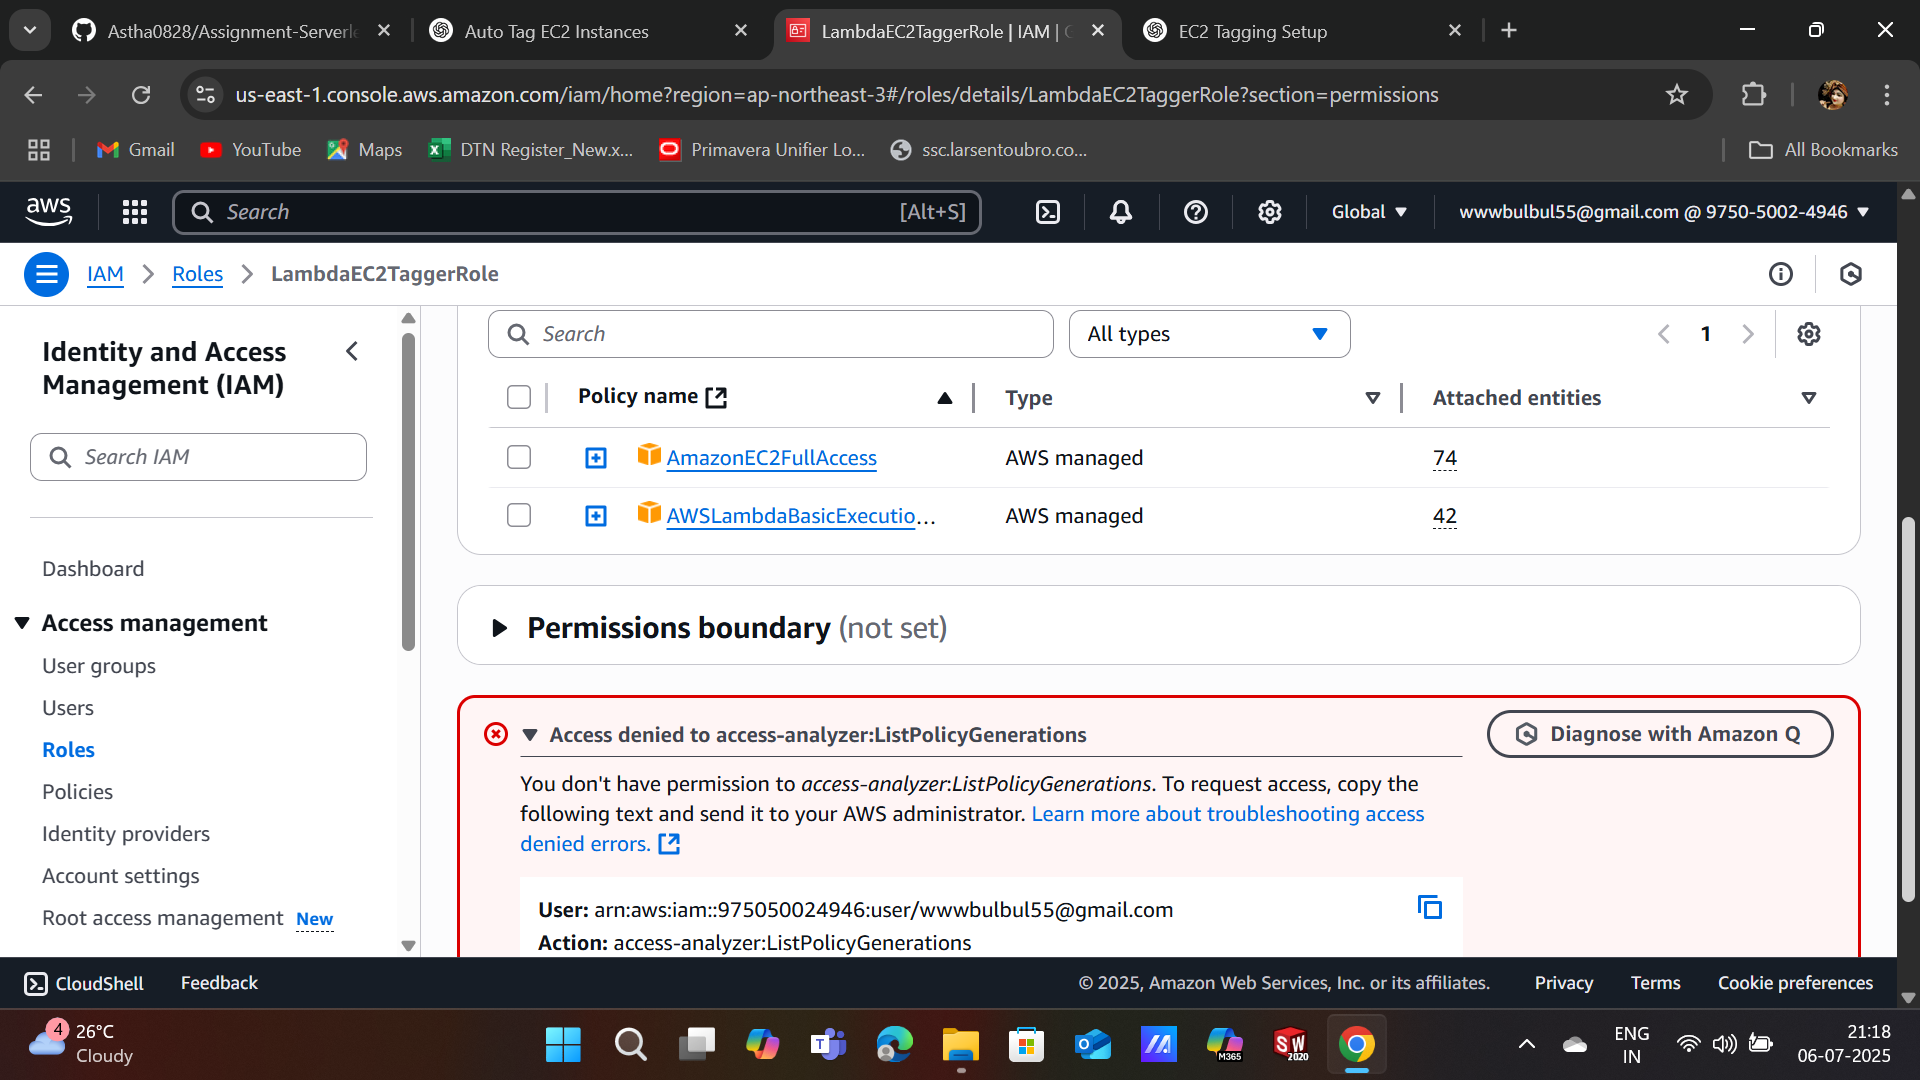 Astha0828/Assignment-Serverle
Auto Tag EC2 Instances
LambdaEC2TaggerRole | IAM |
EC2 Tagging Setup
us-east-1.console.aws.amazon.com/iam/home?region=ap-northeast-3#/roles/details/LambdaEC2TaggerRole?section=permissions
Gmail
YouTube
Maps
DTN Register_New.x...
Primavera Unifier Lo...
ssc.larsentoubro.co...
All Bookmarks
aws
Search
[Alt+S]
Global
wwwbulbul55@gmail.com @ 9750-5002-4946
IAM
Roles
LambdaEC2TaggerRole
Identity and Access
Management (IAM)
Search IAM
Dashboard
Access management
User groups
Users
Roles
Policies
Identity providers
Account settings
Root access management New
Search
All types
1
Policy name
Type
Attached entities
AmazonEC2FullAccess
AWS managed
74
AWSLambdaBasicExecutio...
AWS managed
42
Permissions boundary (not set)
Access denied to access-analyzer:ListPolicyGenerations
Diagnose with Amazon Q
You don't have permission to access-analyzer:ListPolicyGenerations. To request access, copy the
following text and send it to your AWS administrator. Learn more about troubleshooting access
denied errors.
User: arn:aws:iam::975050024946:user/wwwbulbul55@gmail.com
Action: access-analyzer:ListPolicyGenerations
CloudShell
Feedback
© 2025, Amazon Web Services, Inc. or its affiliates.
Privacy
Terms
Cookie preferences
4
26°C
Cloudy
M365
SW
2020
ENG
IN
21:18
06-07-2025